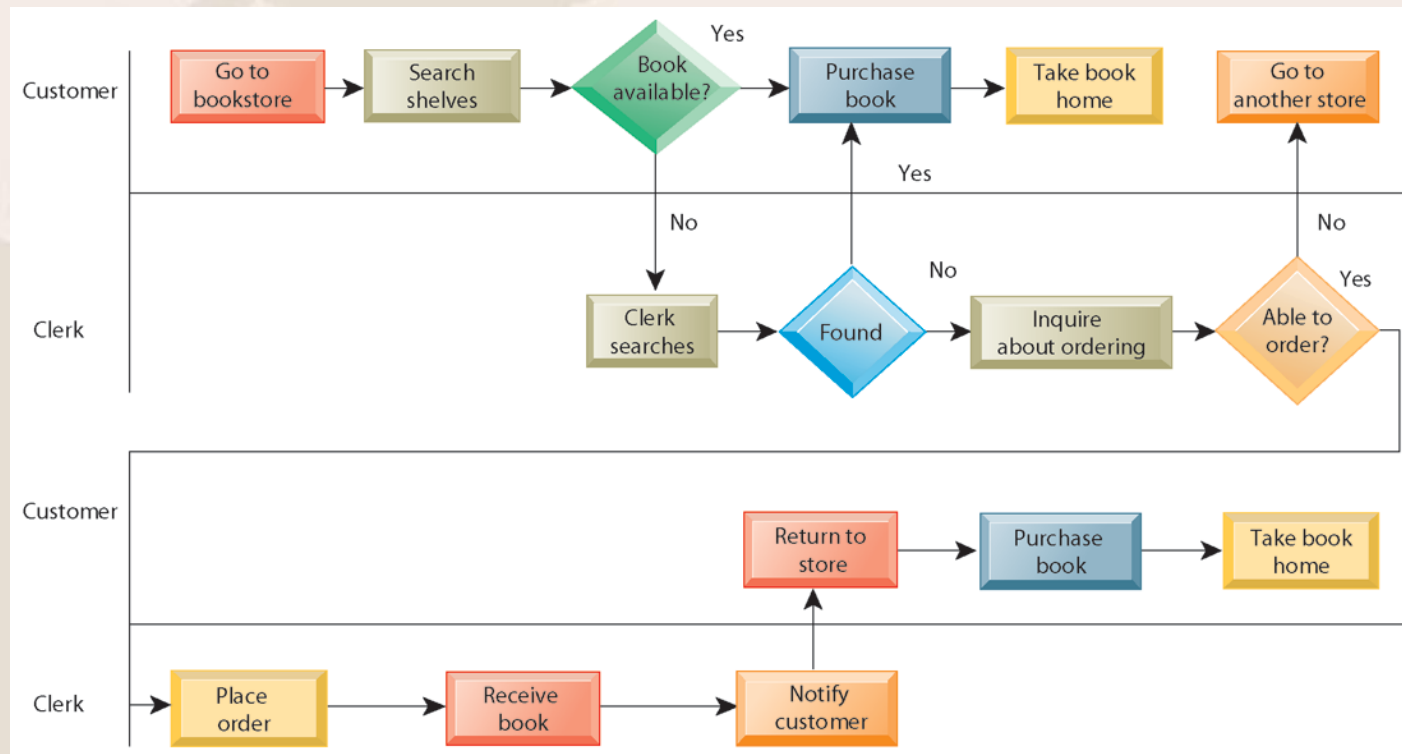 Customer
Go to
bookstore
Search
shelves
Book
available?
Yes
Purchase
book
Take book
home
Go to
another store
Yes
No
No
No
Yes
Clerk
Clerk
searches
Found
Inquire
about ordering
Able to
order?
Customer
Return to
store
Purchase
book
Take book
home
Clerk
Place
order
Receive
book
Notify
customer